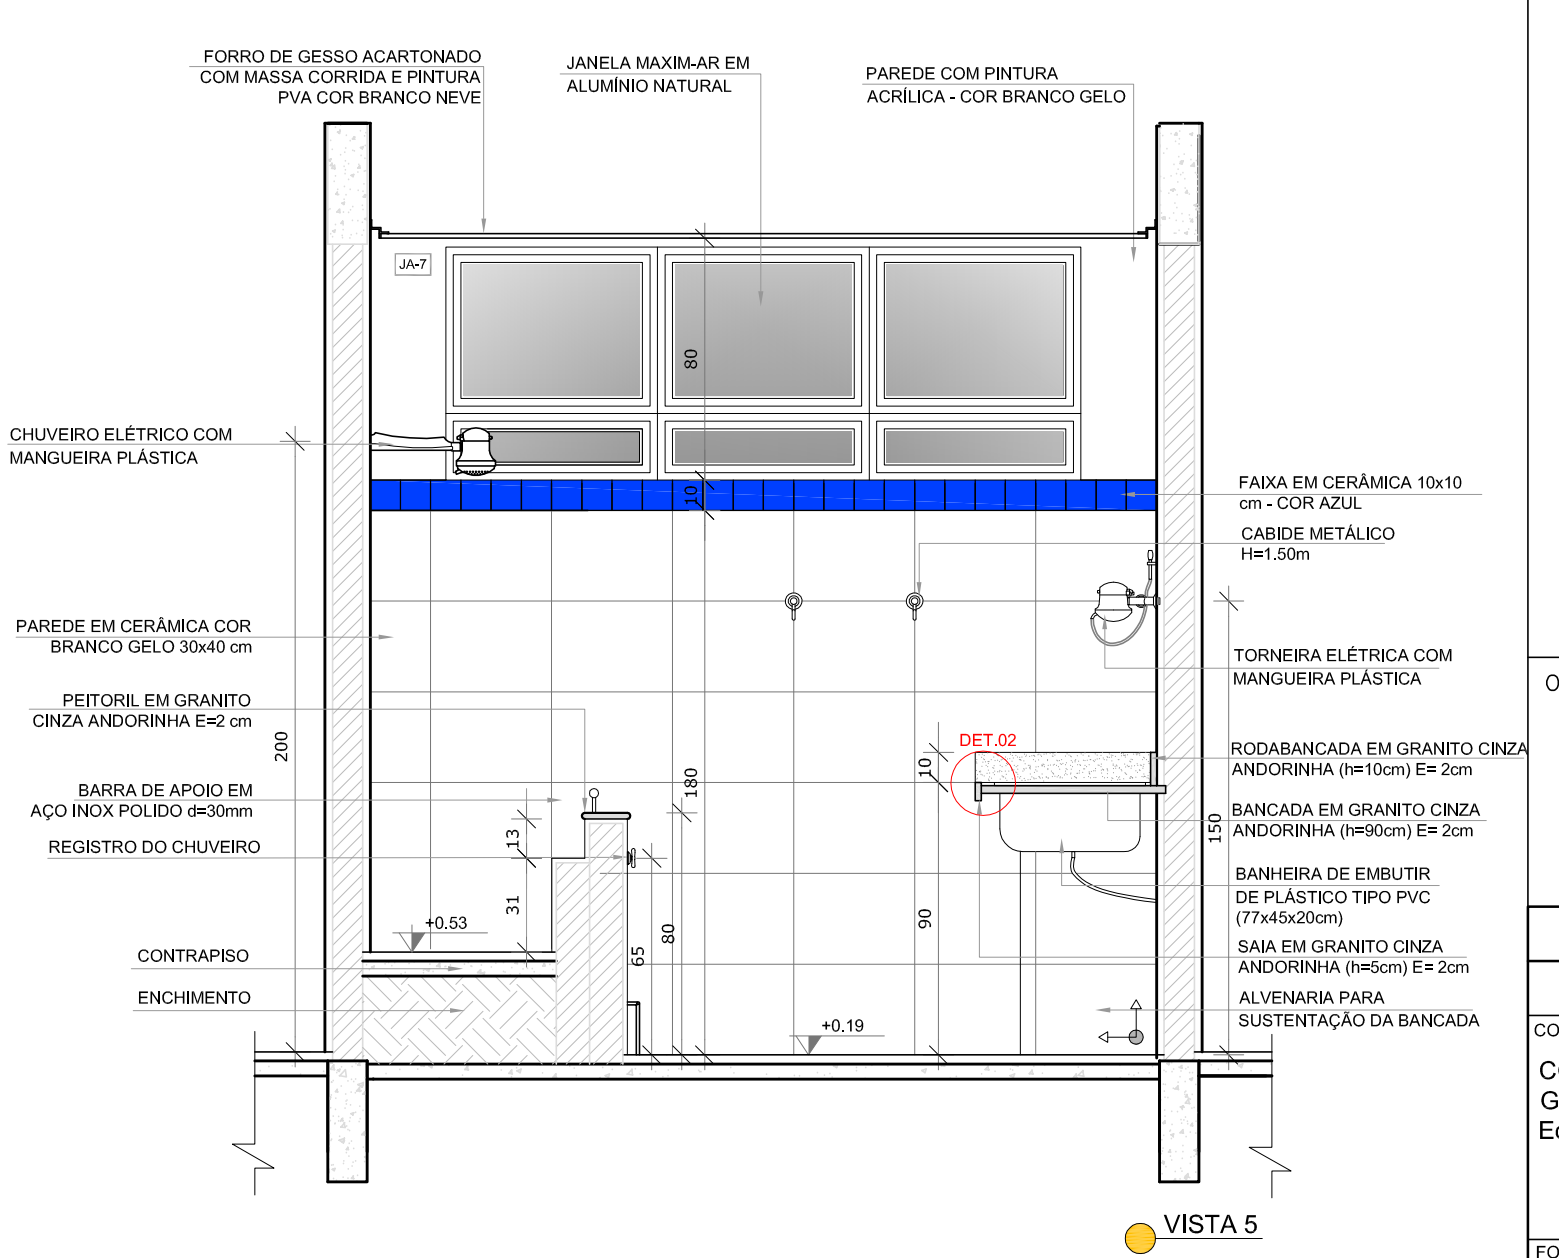 FORRO DE GESSO ACARTONADO
COM MASSA CORRIDA E PINTURA
PVA COR BRANCO NEVE
JANELA MAXIM-AR EM
ALUMÍNIO NATURAL
PAREDE COM PINTURA
ACRÍLICA - COR BRANCO GELO
JA-7
80
CHUVEIRO ELÉTRICO COM
MANGUEIRA PLÁSTICA
10
FAIXA EM CERÂMICA 10x10
cm - COR AZUL
CABIDE METÁLICO
H=1.50m
PAREDE EM CERÂMICA COR
BRANCO GELO 30x40 cm
TORNEIRA ELÉTRICA COM
MANGUEIRA PLÁSTICA
PEITORIL EM GRANITO
CINZA ANDORINHA E=2 cm
200
DET.02
10
RODABANCADA EM GRANITO CINZA
ANDORINHA (h=10cm) E= 2cm
BARRA DE APOIO EM
AÇO INOX POLIDO d=30mm
180
BANCADA EM GRANITO CINZA
ANDORINHA (h=90cm) E= 2cm
150
13
REGISTRO DO CHUVEIRO
BANHEIRA DE EMBUTIR
DE PLÁSTICO TIPO PVC
(77x45x20cm)
31
+0.53
80
90
65
SAIA EM GRANITO CINZA
ANDORINHA (h=5cm) E= 2cm
CONTRAPISO
ENCHIMENTO
ALVENARIA PARA
SUSTENTAÇÃO DA BANCADA
+0.19
VISTA 5
O
CO
G
FO